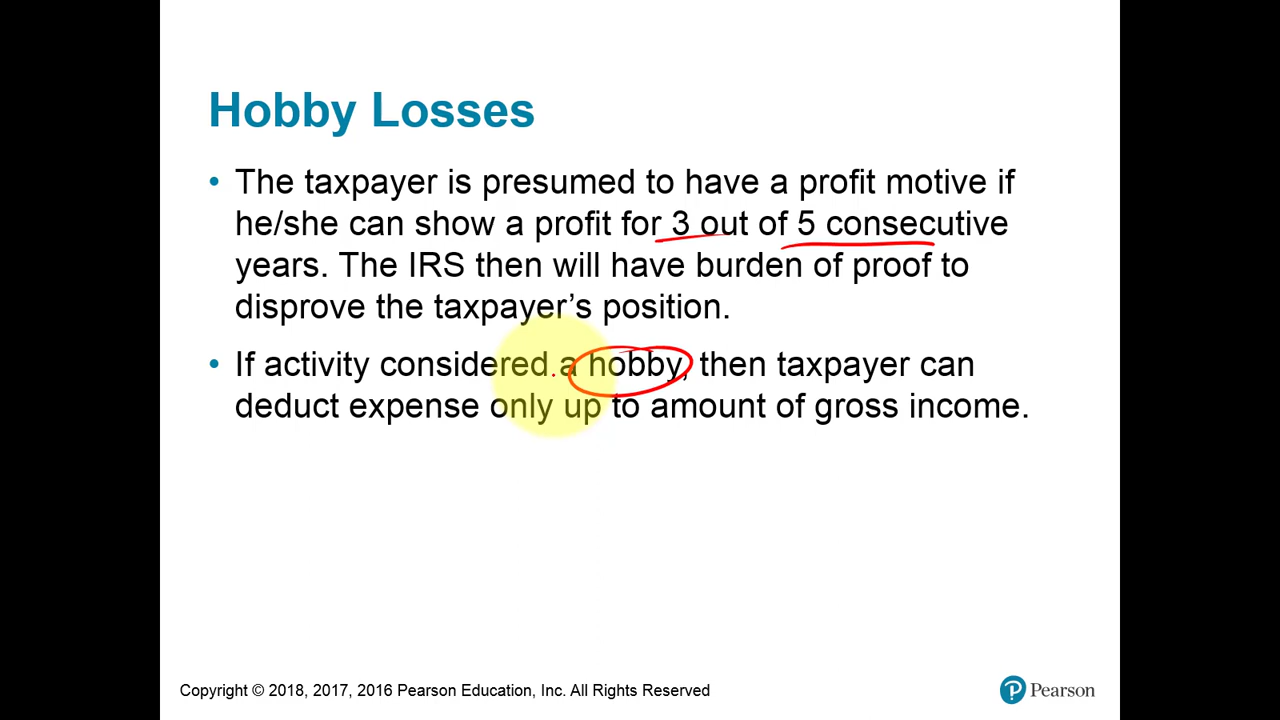 Hobby Losses
• The taxpayer is presumed to have a profit motive if
he/she can show a profit for 3 out of 5 consecutive
years. The IRS then will have burden of proof to
disprove the taxpayer’s position.
• If activity considered a hobby, then taxpayer can
deduct expense only up to amount of gross income.
Copyright © 2018, 2017, 2016 Pearson Education, Inc. All Rights Reserved
P Pearson